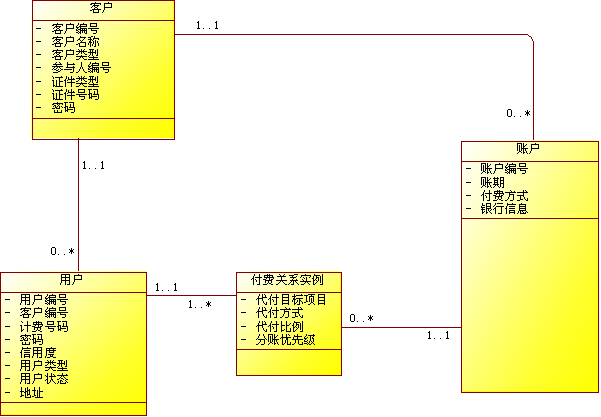 客户
- 客户编号
- 客户名称
- 客户类型
- 参与人编号
- 证件类型
- 证件号码
- 密码
1..1
0..*
账户
- 账户编号
- 账期
- 付费方式
- 银行信息
1..1
0..*
用户
- 用户编号
- 客户编号
- 计费号码
- 密码
- 信用度
- 用户类型
- 用户状态
- 地址
1..1
1..*
付费关系实例
- 代付目标项目
- 代付方式
- 代付比例
- 分账优先级
0..*
1..1